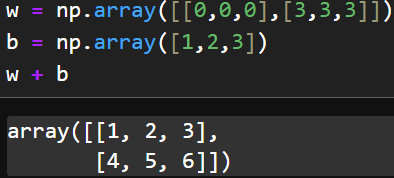 w = np.array([[0,0,0],[3,3,3]])
b = np.array([1,2,3])
w + b
array([[1, 2, 3],
       [4, 5, 6]])